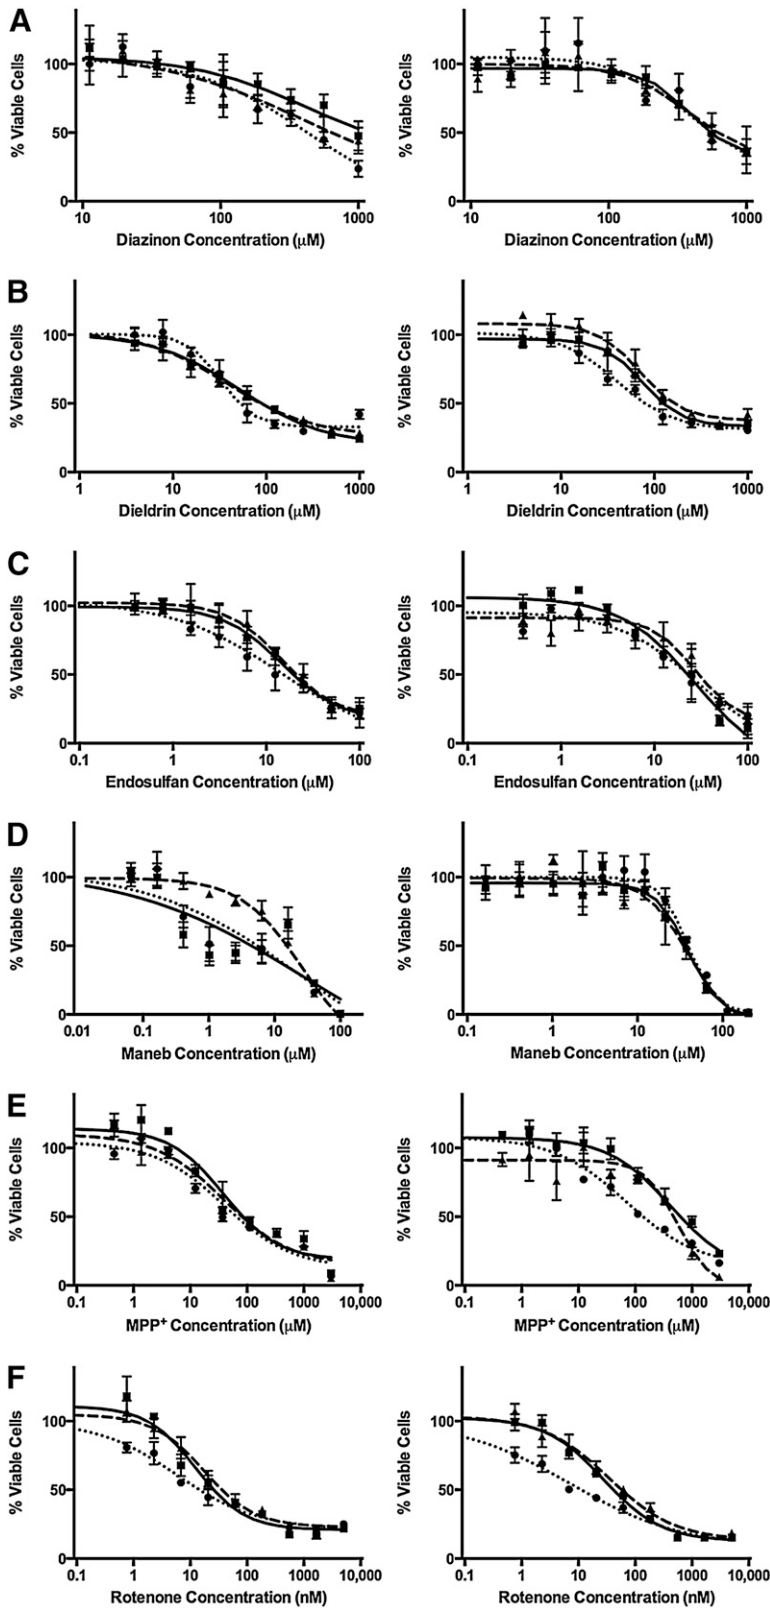 A
% Viable Cells
100
50
0
10 100 1000
Diazinon Concentration (μM)
% Viable Cells
100
50
0
10 100 1000
Diazinon Concentration (μM)
B
% Viable Cells
100
50
0
1 10 100 1000
Dieldrin Concentration (μM)
% Viable Cells
100
50
0
1 10 100 1000
Dieldrin Concentration (μM)
C
% Viable Cells
100
50
0
0.1 1 10 100
Endosulfan Concentration (μM)
% Viable Cells
100
50
0
0.1 1 10 100
Endosulfan Concentration (μM)
D
% Viable Cells
100
50
0
0.01 0.1 1 10 100
Maneb Concentration (μM)
% Viable Cells
100
50
0
0.1 1 10 100
Maneb Concentration (μM)
E
% Viable Cells
100
50
0
0.1 1 10 100 1000 10,000
MPP⁺ Concentration (μM)
% Viable Cells
100
50
0
0.1 1 10 100 1000 10,000
MPP⁺ Concentration (μM)
F
% Viable Cells
100
50
0
0.1 1 10 100 1000 10,000
Rotenone Concentration (nM)
% Viable Cells
100
50
0
0.1 1 10 100 1000 10,000
Rotenone Concentration (nM)